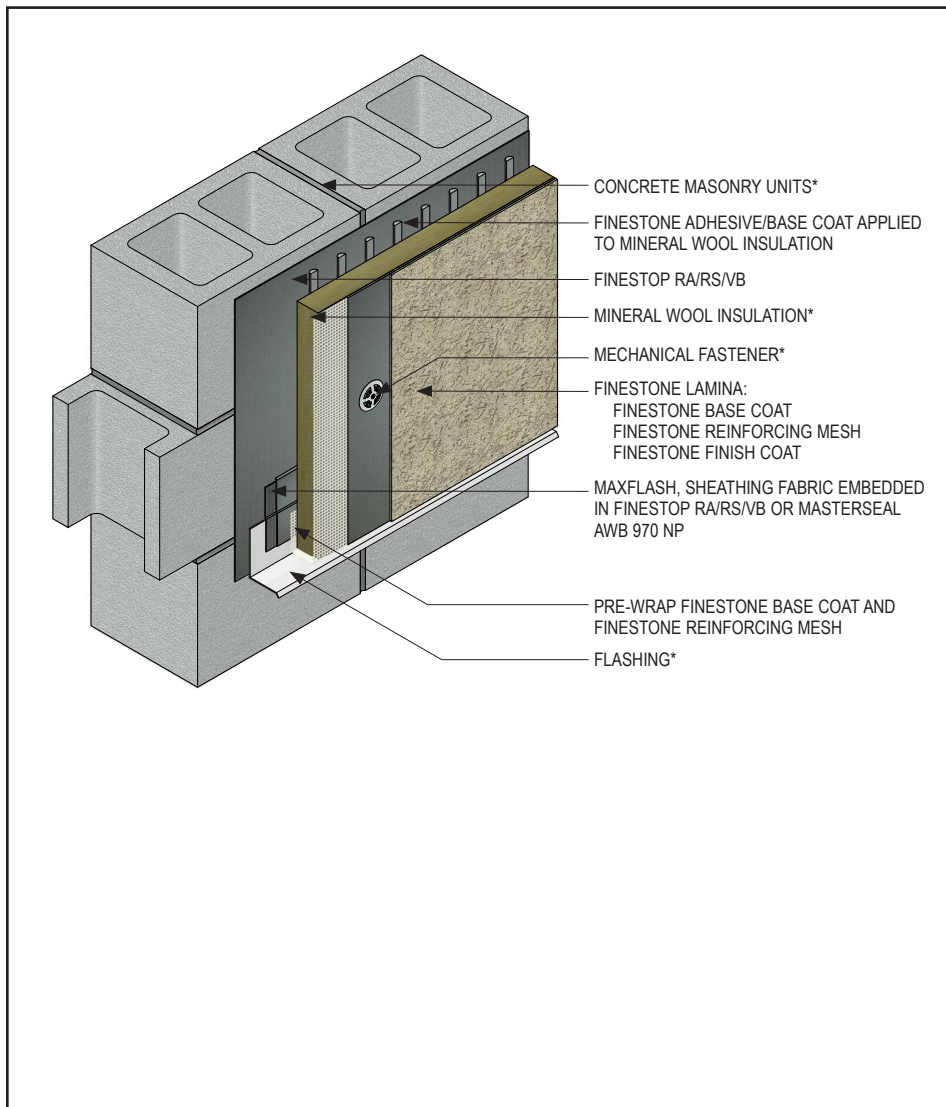 CONCRETE MASONRY UNITS*
FINESTONE ADHESIVE/BASE COAT APPLIED
TO MINERAL WOOL INSULATION
FINESTOP RA/RS/VB
MINERAL WOOL INSULATION*
MECHANICAL FASTENER*
FINESTONE LAMINA:
FINESTONE BASE COAT
FINESTONE REINFORCING MESH
FINESTONE FINISH COAT
MAXFLASH, SHEATHING FABRIC EMBEDDED
IN FINESTOP RA/RS/VB OR MASTERSEAL
AWB 970 NP
PRE-WRAP FINESTONE BASE COAT AND
FINESTONE REINFORCING MESH
FLASHING*